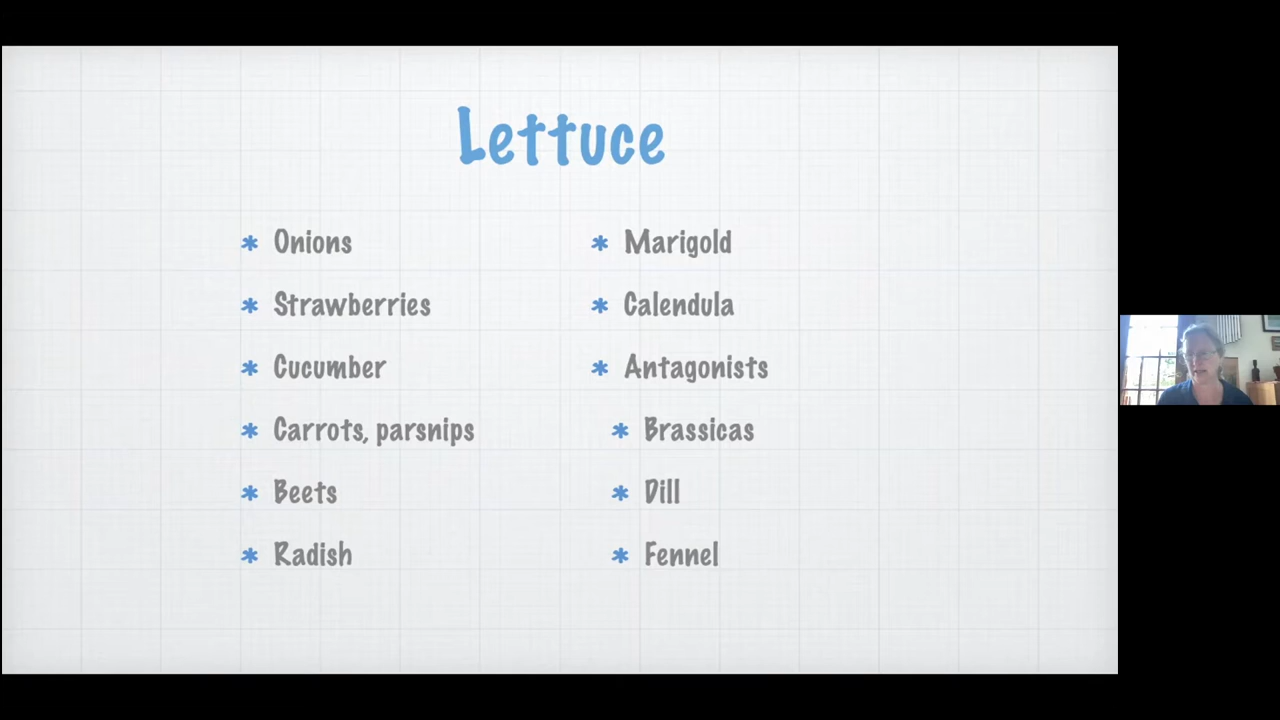 Lettuce
* Onions
* Strawberries
* Cucumber
* Carrots, parsnips
* Beets
* Radish
* Marigold
* Calendula
* Antagonists
* Brassicas
* Dill
* Fennel